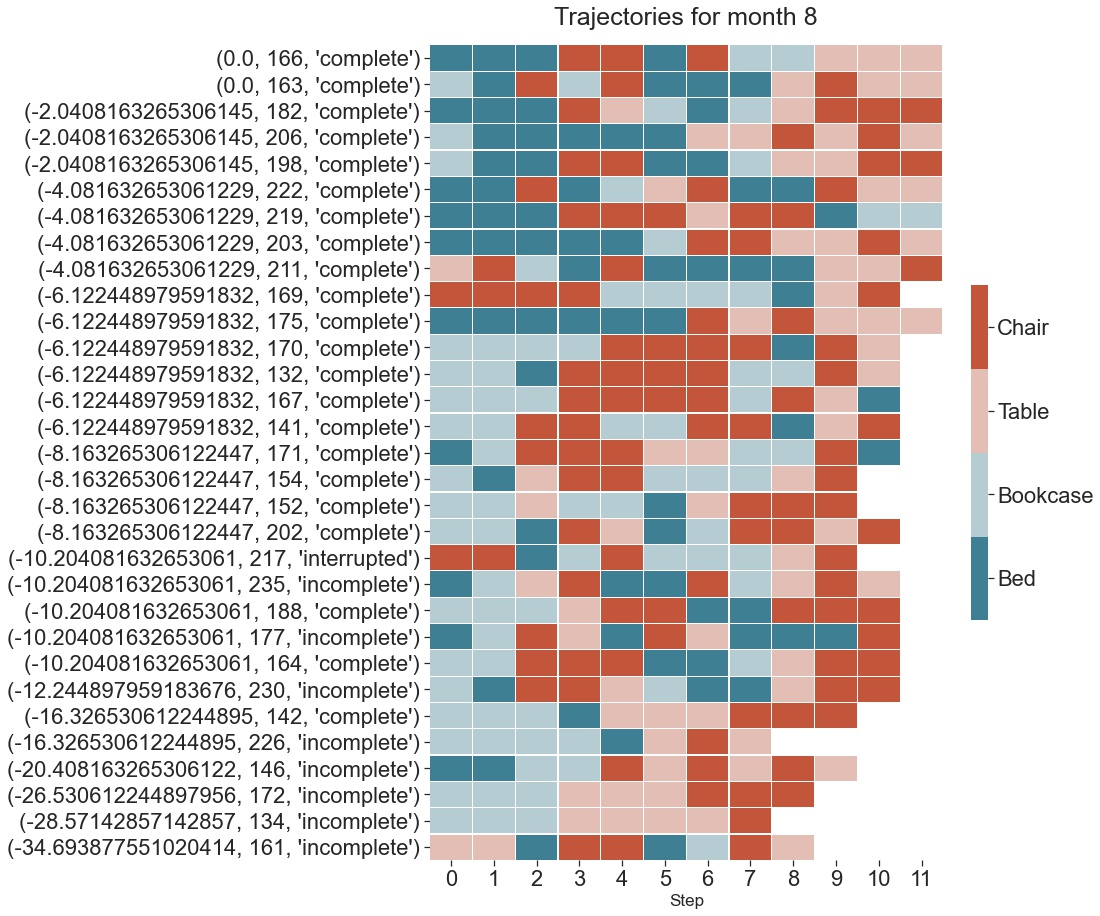 Trajectories for month 8
(0.0, 166, 'complete')
(0.0, 163, 'complete')
(-2.0408163265306145, 182, 'complete')
(-2.0408163265306145, 206, 'complete')
(-2.0408163265306145, 198, 'complete')
(-4.081632653061229, 222, 'complete')
(-4.081632653061229, 219, 'complete')
(-4.081632653061229, 203, 'complete')
(-4.081632653061229, 211, 'complete')
(-6.122448979591832, 169, 'complete')
(-6.122448979591832, 175, 'complete')
(-6.122448979591832, 170, 'complete')
(-6.122448979591832, 132, 'complete')
(-6.122448979591832, 167, 'complete')
(-6.122448979591832, 141, 'complete')
(-8.163265306122447, 171, 'complete')
(-8.163265306122447, 154, 'complete')
(-8.163265306122447, 152, 'complete')
(-8.163265306122447, 202, 'complete')
(-10.204081632653061, 217, 'interrupted')
(-10.204081632653061, 235, 'incomplete')
(-10.204081632653061, 188, 'complete')
(-10.204081632653061, 177, 'incomplete')
(-10.204081632653061, 164, 'complete')
(-12.244897959183676, 230, 'incomplete')
(-16.326530612244895, 142, 'complete')
(-16.326530612244895, 226, 'incomplete')
(-20.408163265306122, 146, 'incomplete')
(-26.530612244897956, 172, 'incomplete')
(-28.57142857142857, 134, 'incomplete')
(-34.693877551020414, 161, 'incomplete')
0 1 2 3 4 5 6 7 8 9 10 11
Step
Chair
Table
Bookcase
Bed